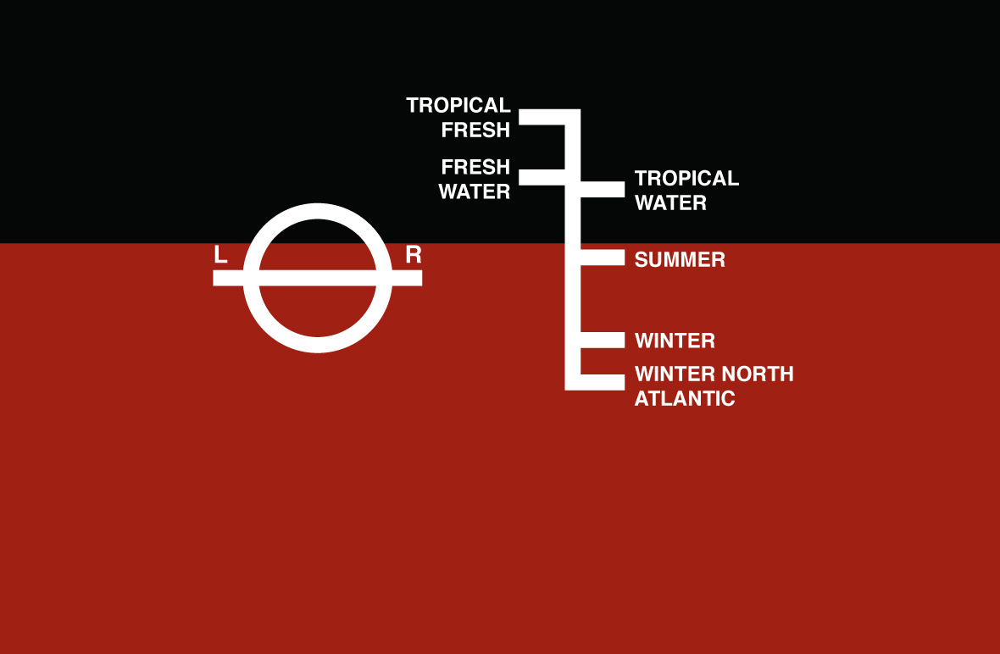 TROPICAL
FRESH
FRESH
WATER
TROPICAL
WATER
L
R
SUMMER
WINTER
WINTER NORTH
ATLANTIC